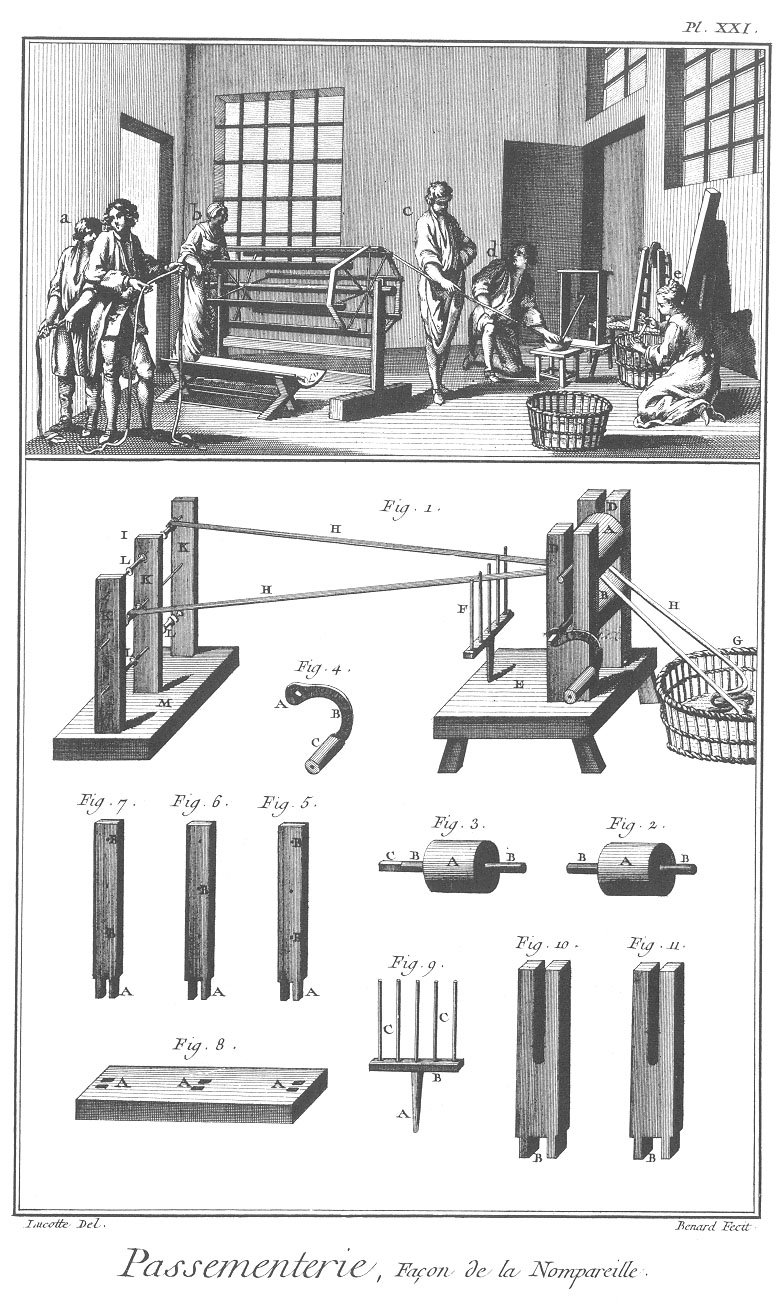 Pl. XXI.
a
b
c
d
e
Fig. 1.
I
K
H
D
D
A
L
K
K
H
F
B
H
L
L
G
M
E
Fig. 4
A
B
C
Fig. 7.
Fig. 6.
Fig. 5.
B
B
A
B
A
B
B
A
Fig. 3.
Fig. 2.
C
B
A
B
B
A
B
Fig. 9
C
C
B
A
Fig. 10.
Fig. 11.
B
B
Fig. 8.
A
A
A
Lucotte Del.
Benard Fecit
Passementerie, Façon de la Nompareille.